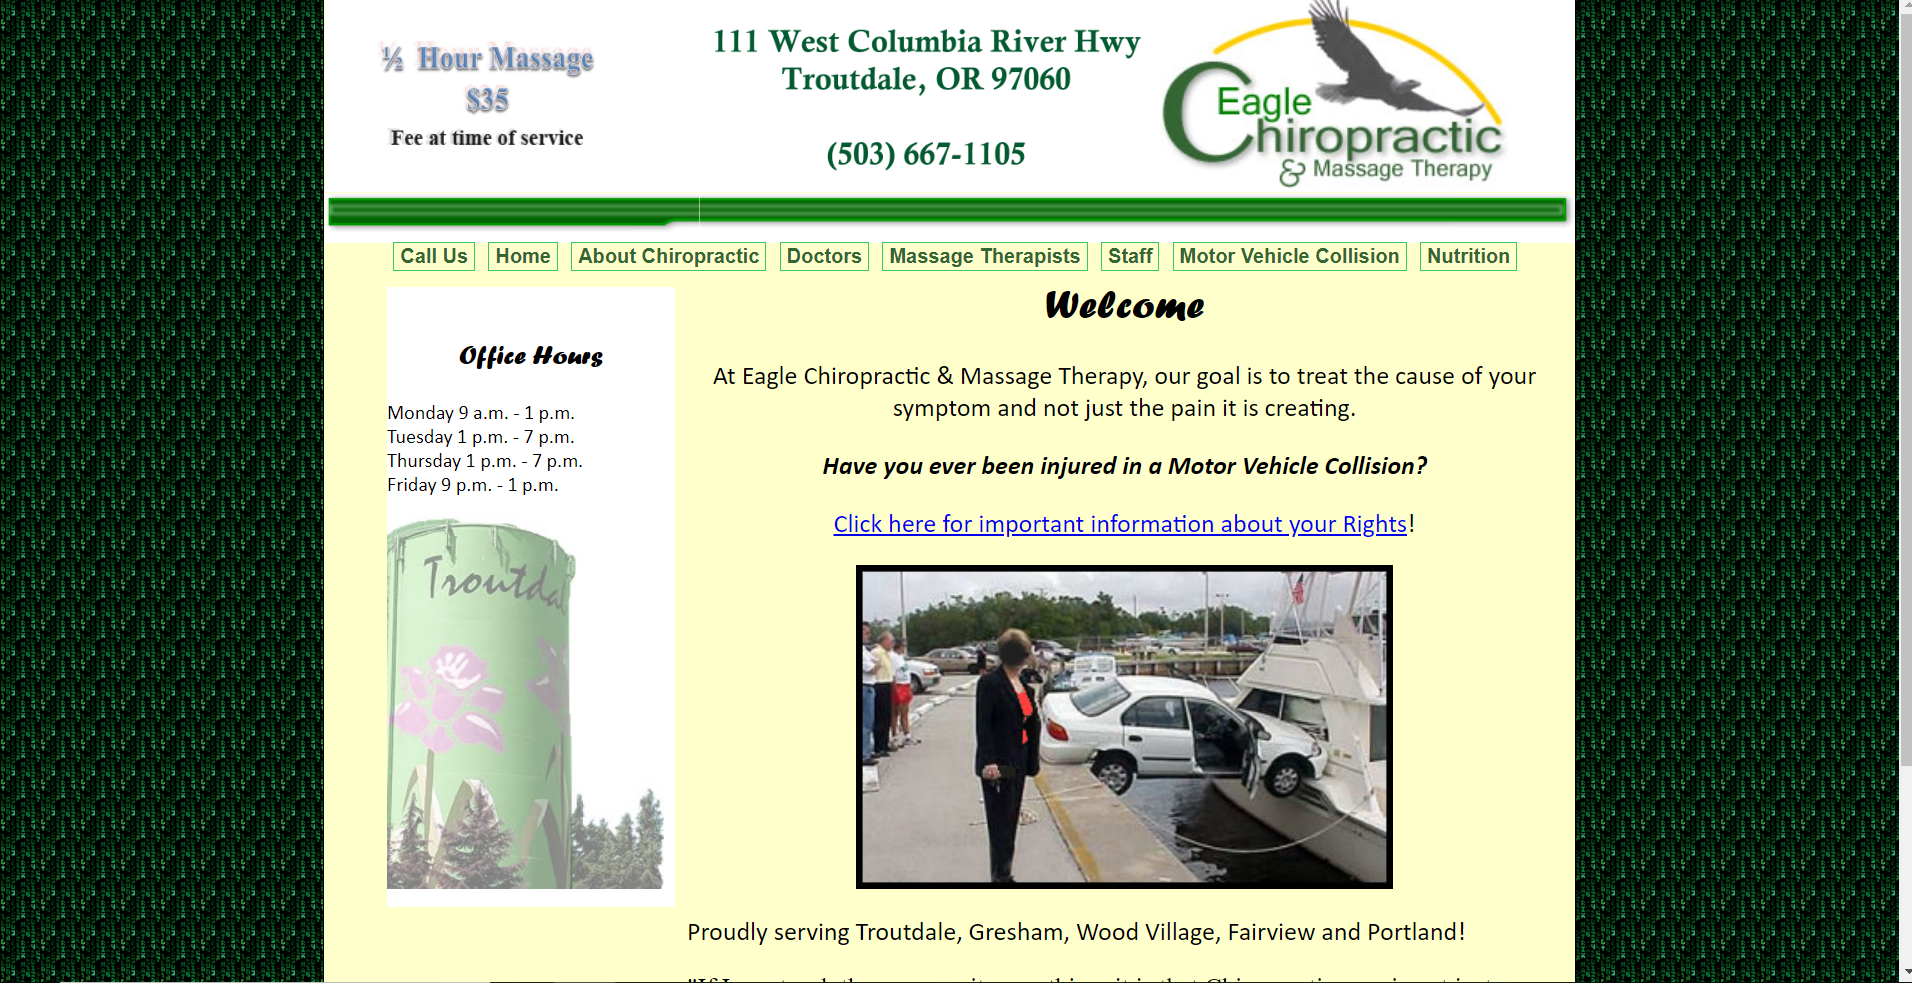 ½ Hour Massage
$35
Fee at time of service
111 West Columbia River Hwy
Troutdale, OR 97060
(503) 667-1105
Eagle
Chiropractic
& Massage Therapy
Call Us
Home
About Chiropractic
Doctors
Massage Therapists
Staff
Motor Vehicle Collision
Nutrition
Office Hours
Monday 9 a.m. - 1 p.m.
Tuesday 1 p.m. - 7 p.m.
Thursday 1 p.m. - 7 p.m.
Friday 9 p.m. - 1 p.m.
Troutda
Welcome
At Eagle Chiropractic & Massage Therapy, our goal is to treat the cause of your
symptom and not just the pain it is creating.
Have you ever been injured in a Motor Vehicle Collision?
Click here for important information about your Rights!
Proudly serving Troutdale, Gresham, Wood Village, Fairview and Portland!